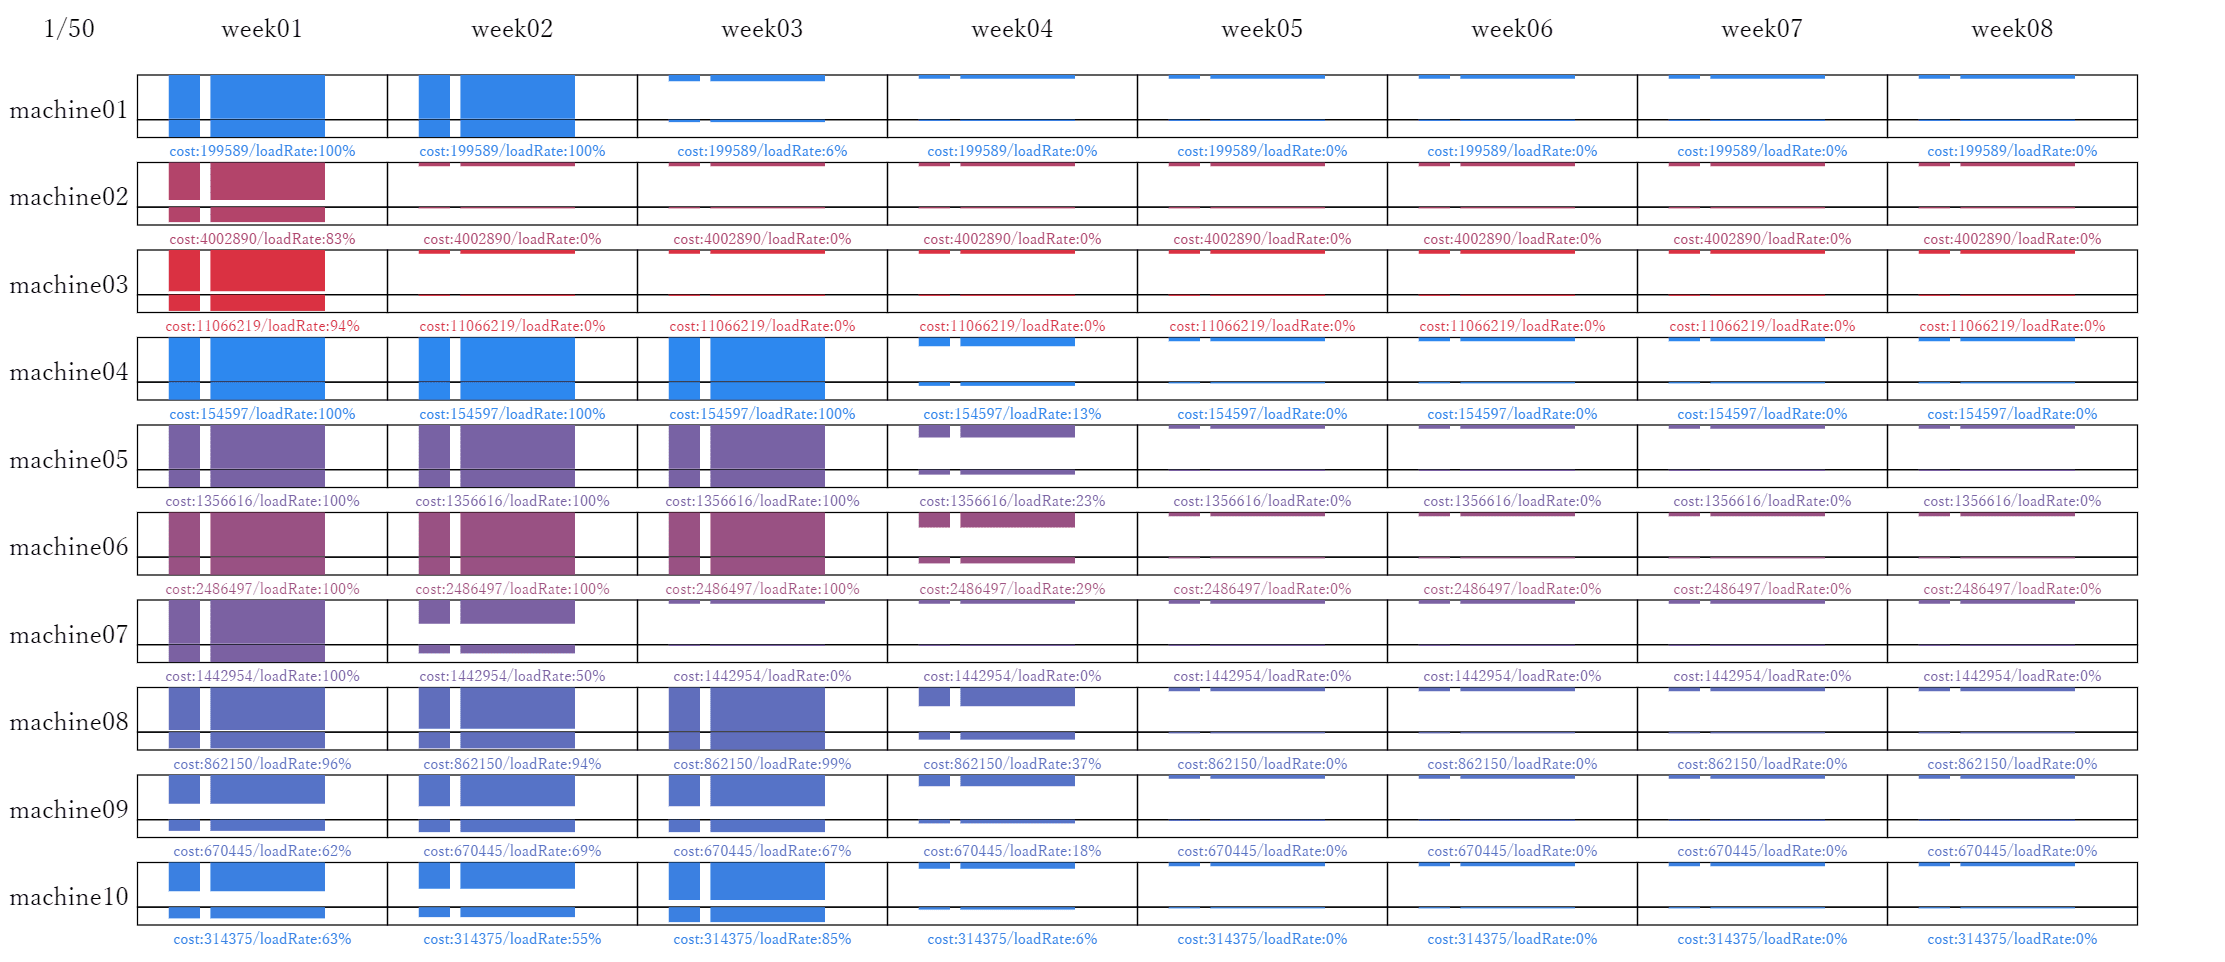 1/50 week01 week02 week03 week04 week05 week06 week07 week08
machine01
cost:199589/loadRate:100% cost:199589/loadRate:100% cost:199589/loadRate:6% cost:199589/loadRate:0% cost:199589/loadRate:0% cost:199589/loadRate:0% cost:199589/loadRate:0% cost:199589/loadRate:0%
machine02
cost:4002890/loadRate:83% cost:4002890/loadRate:0% cost:4002890/loadRate:0% cost:4002890/loadRate:0% cost:4002890/loadRate:0% cost:4002890/loadRate:0% cost:4002890/loadRate:0% cost:4002890/loadRate:0%
machine03
cost:11066219/loadRate:94% cost:11066219/loadRate:0% cost:11066219/loadRate:0% cost:11066219/loadRate:0% cost:11066219/loadRate:0% cost:11066219/loadRate:0% cost:11066219/loadRate:0% cost:11066219/loadRate:0%
machine04
cost:154597/loadRate:100% cost:154597/loadRate:100% cost:154597/loadRate:100% cost:154597/loadRate:13% cost:154597/loadRate:0% cost:154597/loadRate:0% cost:154597/loadRate:0% cost:154597/loadRate:0%
machine05
cost:1356616/loadRate:100% cost:1356616/loadRate:100% cost:1356616/loadRate:100% cost:1356616/loadRate:23% cost:1356616/loadRate:0% cost:1356616/loadRate:0% cost:1356616/loadRate:0% cost:1356616/loadRate:0%
machine06
cost:2486497/loadRate:100% cost:2486497/loadRate:100% cost:2486497/loadRate:100% cost:2486497/loadRate:29% cost:2486497/loadRate:0% cost:2486497/loadRate:0% cost:2486497/loadRate:0% cost:2486497/loadRate:0%
machine07
cost:1442954/loadRate:100% cost:1442954/loadRate:50% cost:1442954/loadRate:0% cost:1442954/loadRate:0% cost:1442954/loadRate:0% cost:1442954/loadRate:0% cost:1442954/loadRate:0% cost:1442954/loadRate:0%
machine08
cost:862150/loadRate:96% cost:862150/loadRate:94% cost:862150/loadRate:99% cost:862150/loadRate:37% cost:862150/loadRate:0% cost:862150/loadRate:0% cost:862150/loadRate:0% cost:862150/loadRate:0%
machine09
cost:670445/loadRate:62% cost:670445/loadRate:69% cost:670445/loadRate:67% cost:670445/loadRate:18% cost:670445/loadRate:0% cost:670445/loadRate:0% cost:670445/loadRate:0% cost:670445/loadRate:0%
machine10
cost:314375/loadRate:63% cost:314375/loadRate:55% cost:314375/loadRate:85% cost:314375/loadRate:6% cost:314375/loadRate:0% cost:314375/loadRate:0% cost:314375/loadRate:0% cost:314375/loadRate:0%